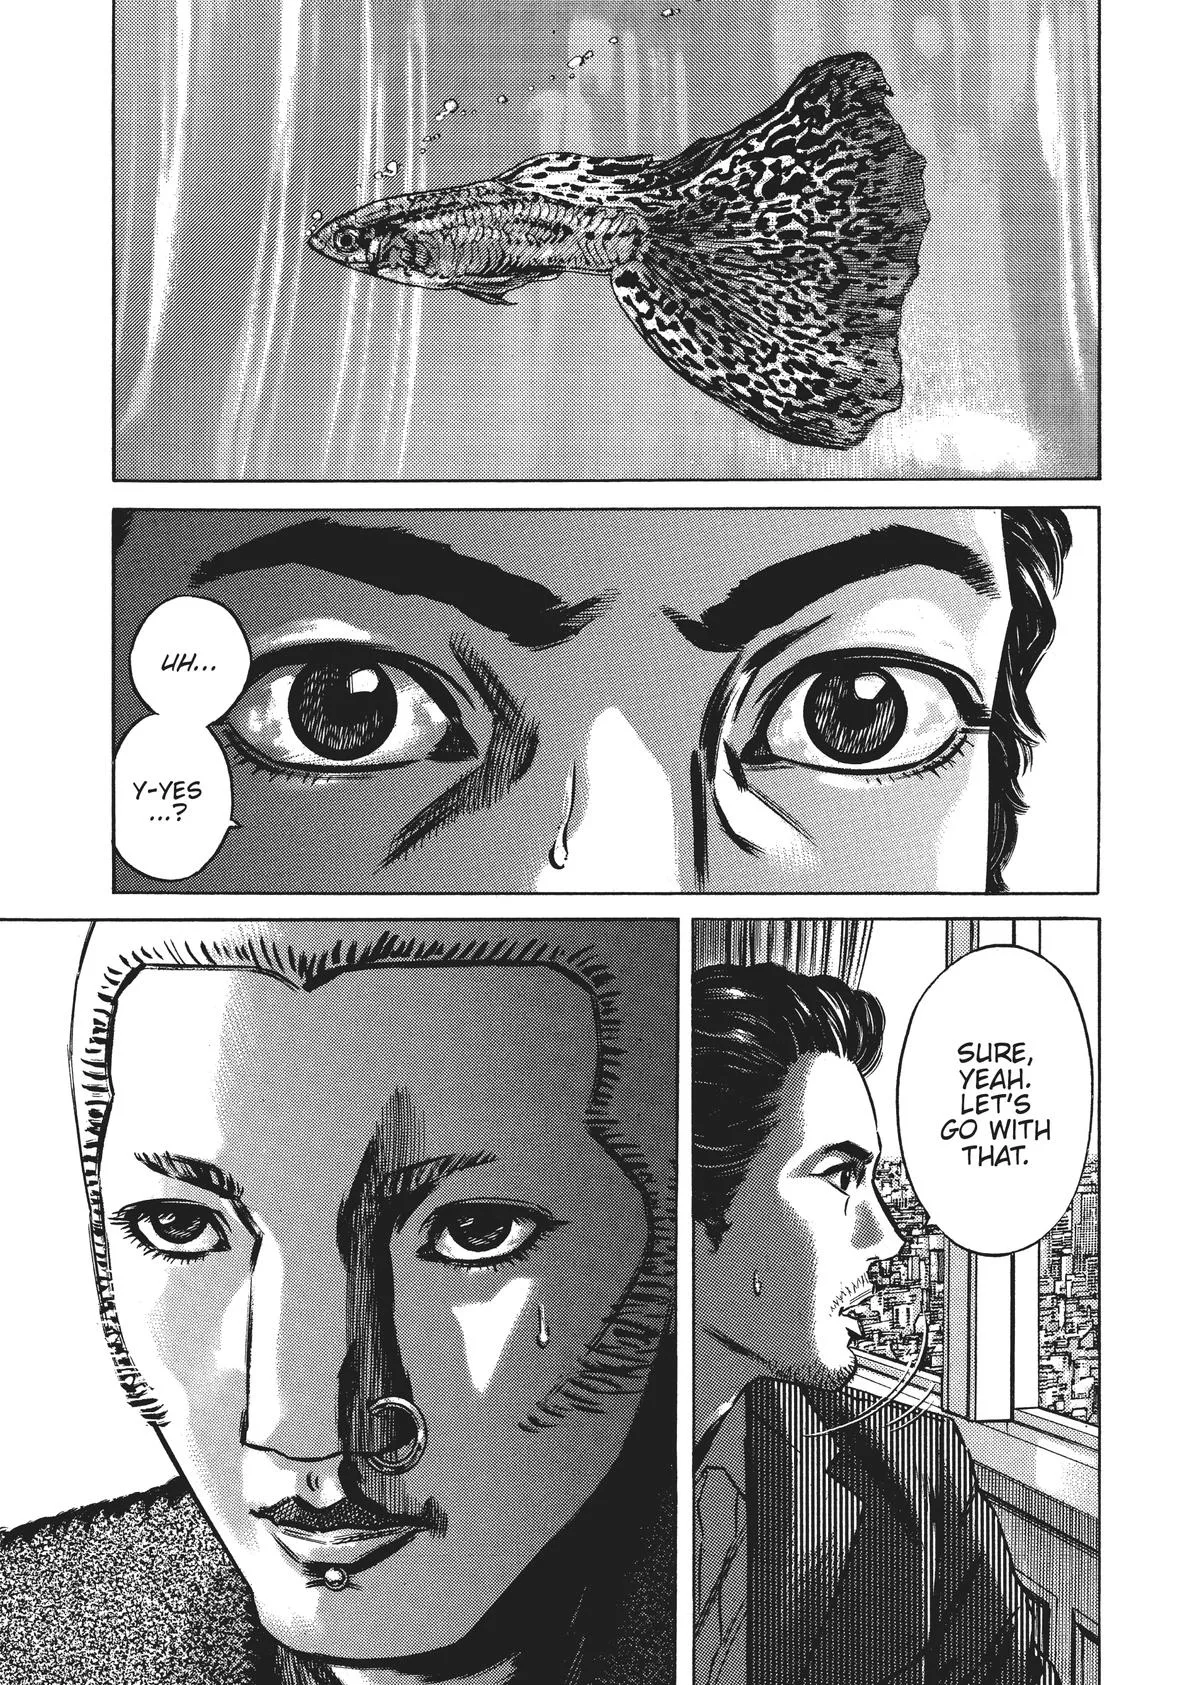 UH...
Y-YES
...?
SURE,
YEAH.
LET'S
GO WITH
THAT.